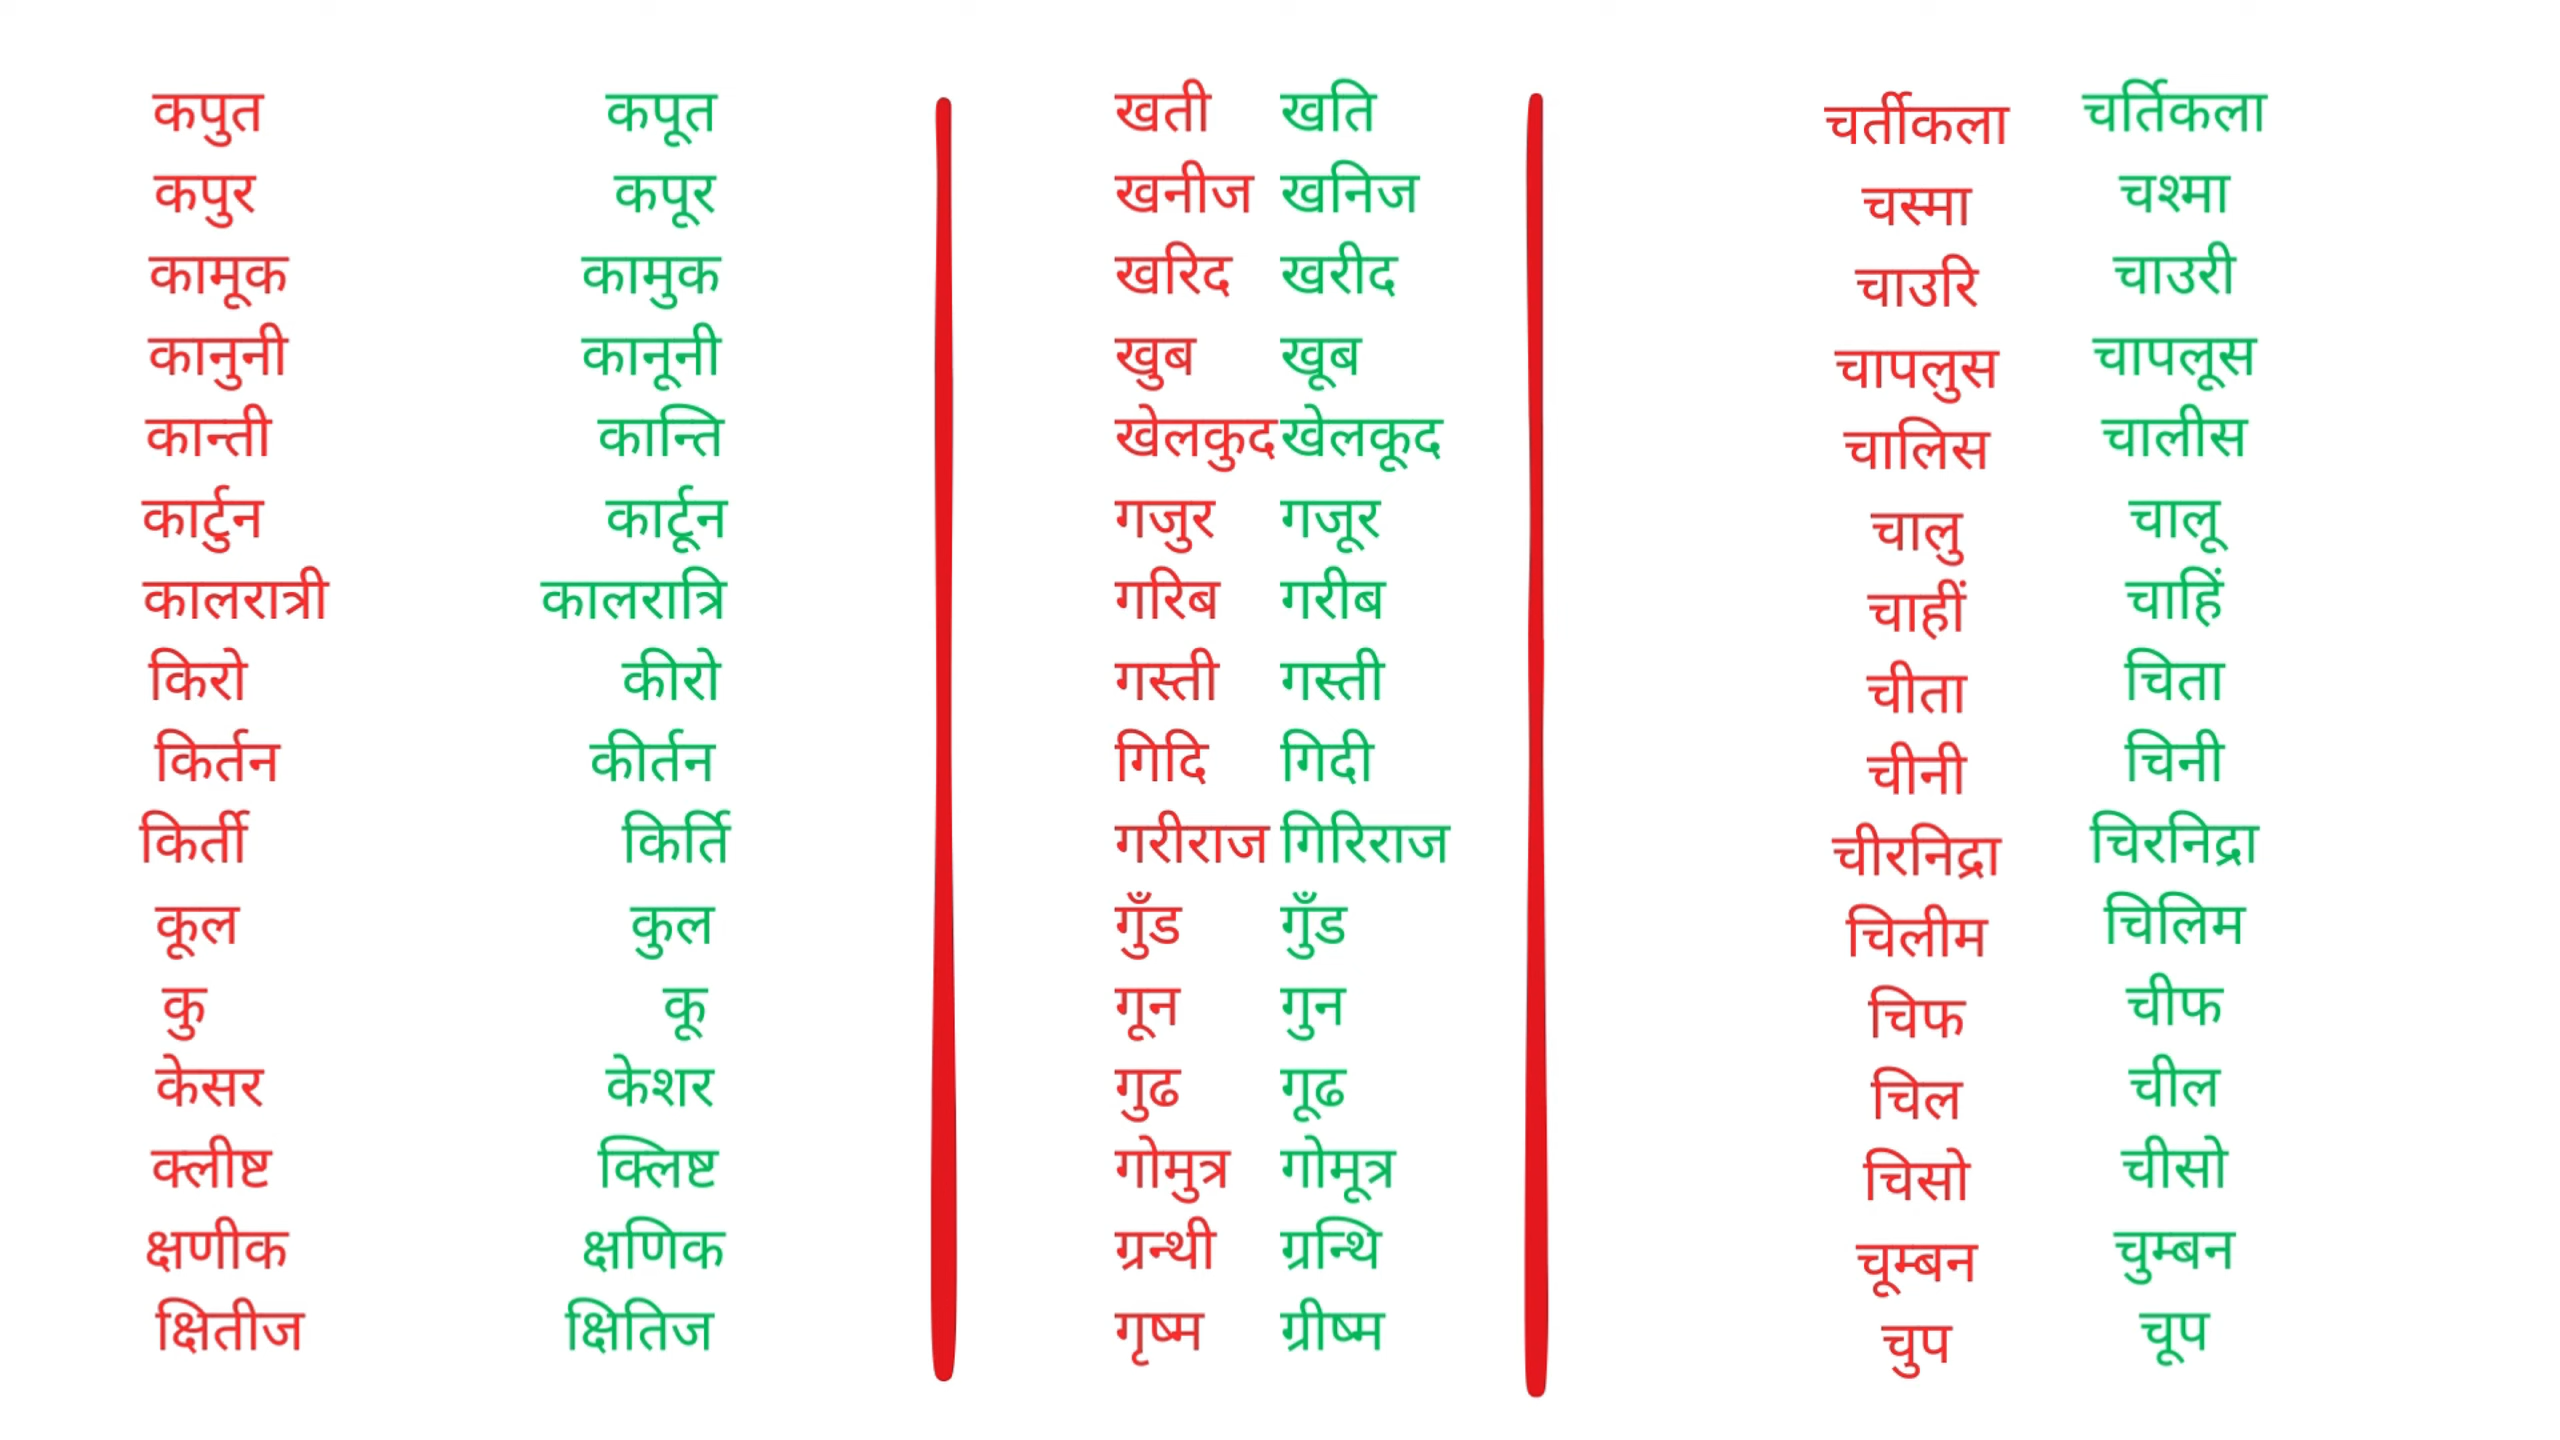 कपुत कपूत
कपुर कपूर
कामूक कामुक
कानुनी कानूनी
कान्ती कान्ति
कार्टुन कार्टून
कालरात्री कालरात्रि
किरो कीरो
किर्तन कीर्तन
किर्ती किर्ति
कूल कुल
कु कू
केसर केशर
क्लीष्ट क्लिष्ट
क्षणीक क्षणिक
क्षितीज क्षितिज
खती खति
खनीज खनिज
खरिद खरीद
खुब खूब
खेलकुद खेलकूद
गजुर गजूर
गरिब गरीब
गस्ती गस्ती
गिदि गिदी
गरीराज गिरिराज
गुँड गुँड
गून गुन
गुढ गूढ
गोमुत्र गोमूत्र
ग्रन्थी ग्रन्थि
गृष्म ग्रीष्म
चर्तीकला चर्तिकला
चस्मा चश्मा
चाउरि चाउरी
चापलुस चापलूस
चालिस चालीस
चालु चालू
चाहीं चाहिं
चीता चिता
चीनी चिनी
चीरनिद्रा चिरनिद्रा
चिलीम चिलिम
चिफ चीफ
चिल चील
चिसो चीसो
चूम्बन चुम्बन
चुप चूप